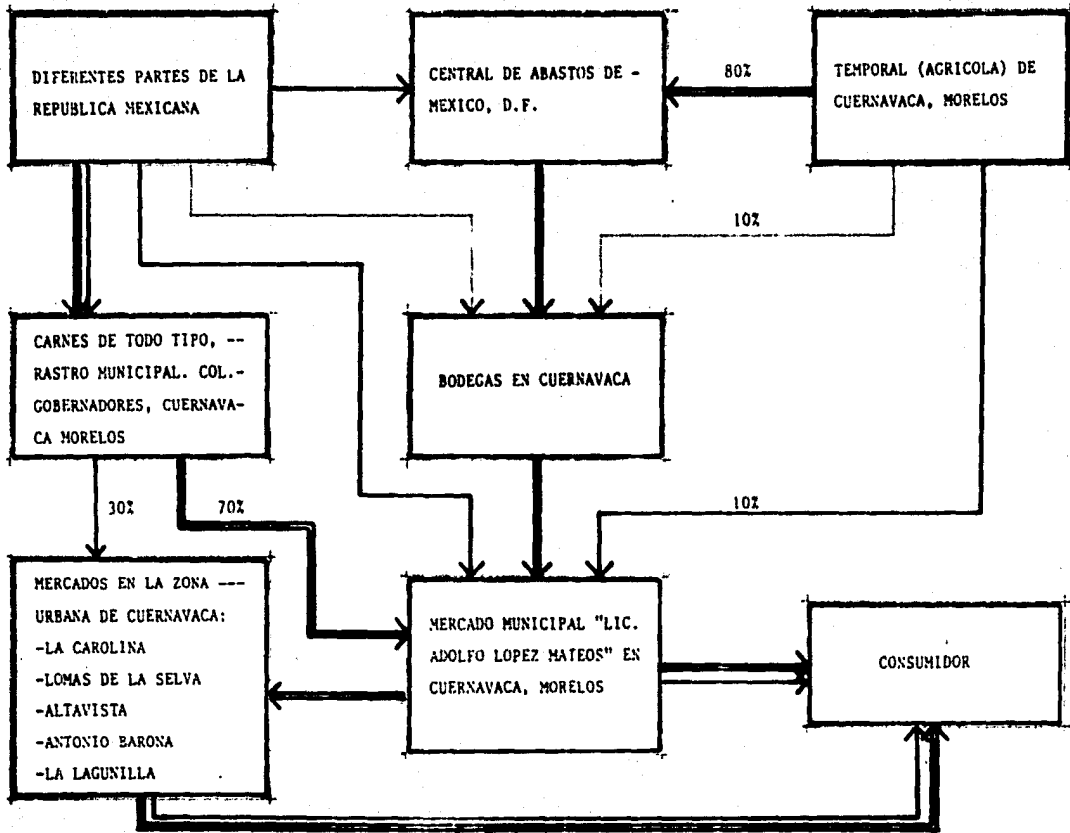 DIFERENTES PARTES DE LA
REPUBLICA MEXICANA
CENTRAL DE ABASTOS DE -
MEXICO, D.F.
80%
TEMPORAL (AGRICOLA) DE
CUERNAVACA, MORELOS
10%
CARNES DE TODO TIPO, --
RASTRO MUNICIPAL. COL.-
GOBERNADORES, CUERNAVA-
CA MORELOS
BODEGAS EN CUERNAVACA
30%
70%
10%
MERCADOS EN LA ZONA ---
URBANA DE CUERNAVACA:
-LA CAROLINA
-LOMAS DE LA SELVA
-ALTAVISTA
-ANTONIO BARONA
-LA LAGUNILLA
MERCADO MUNICIPAL "LIC.
ADOLFO LOPEZ MATEOS" EN
CUERNAVACA, MORELOS
CONSUMIDOR